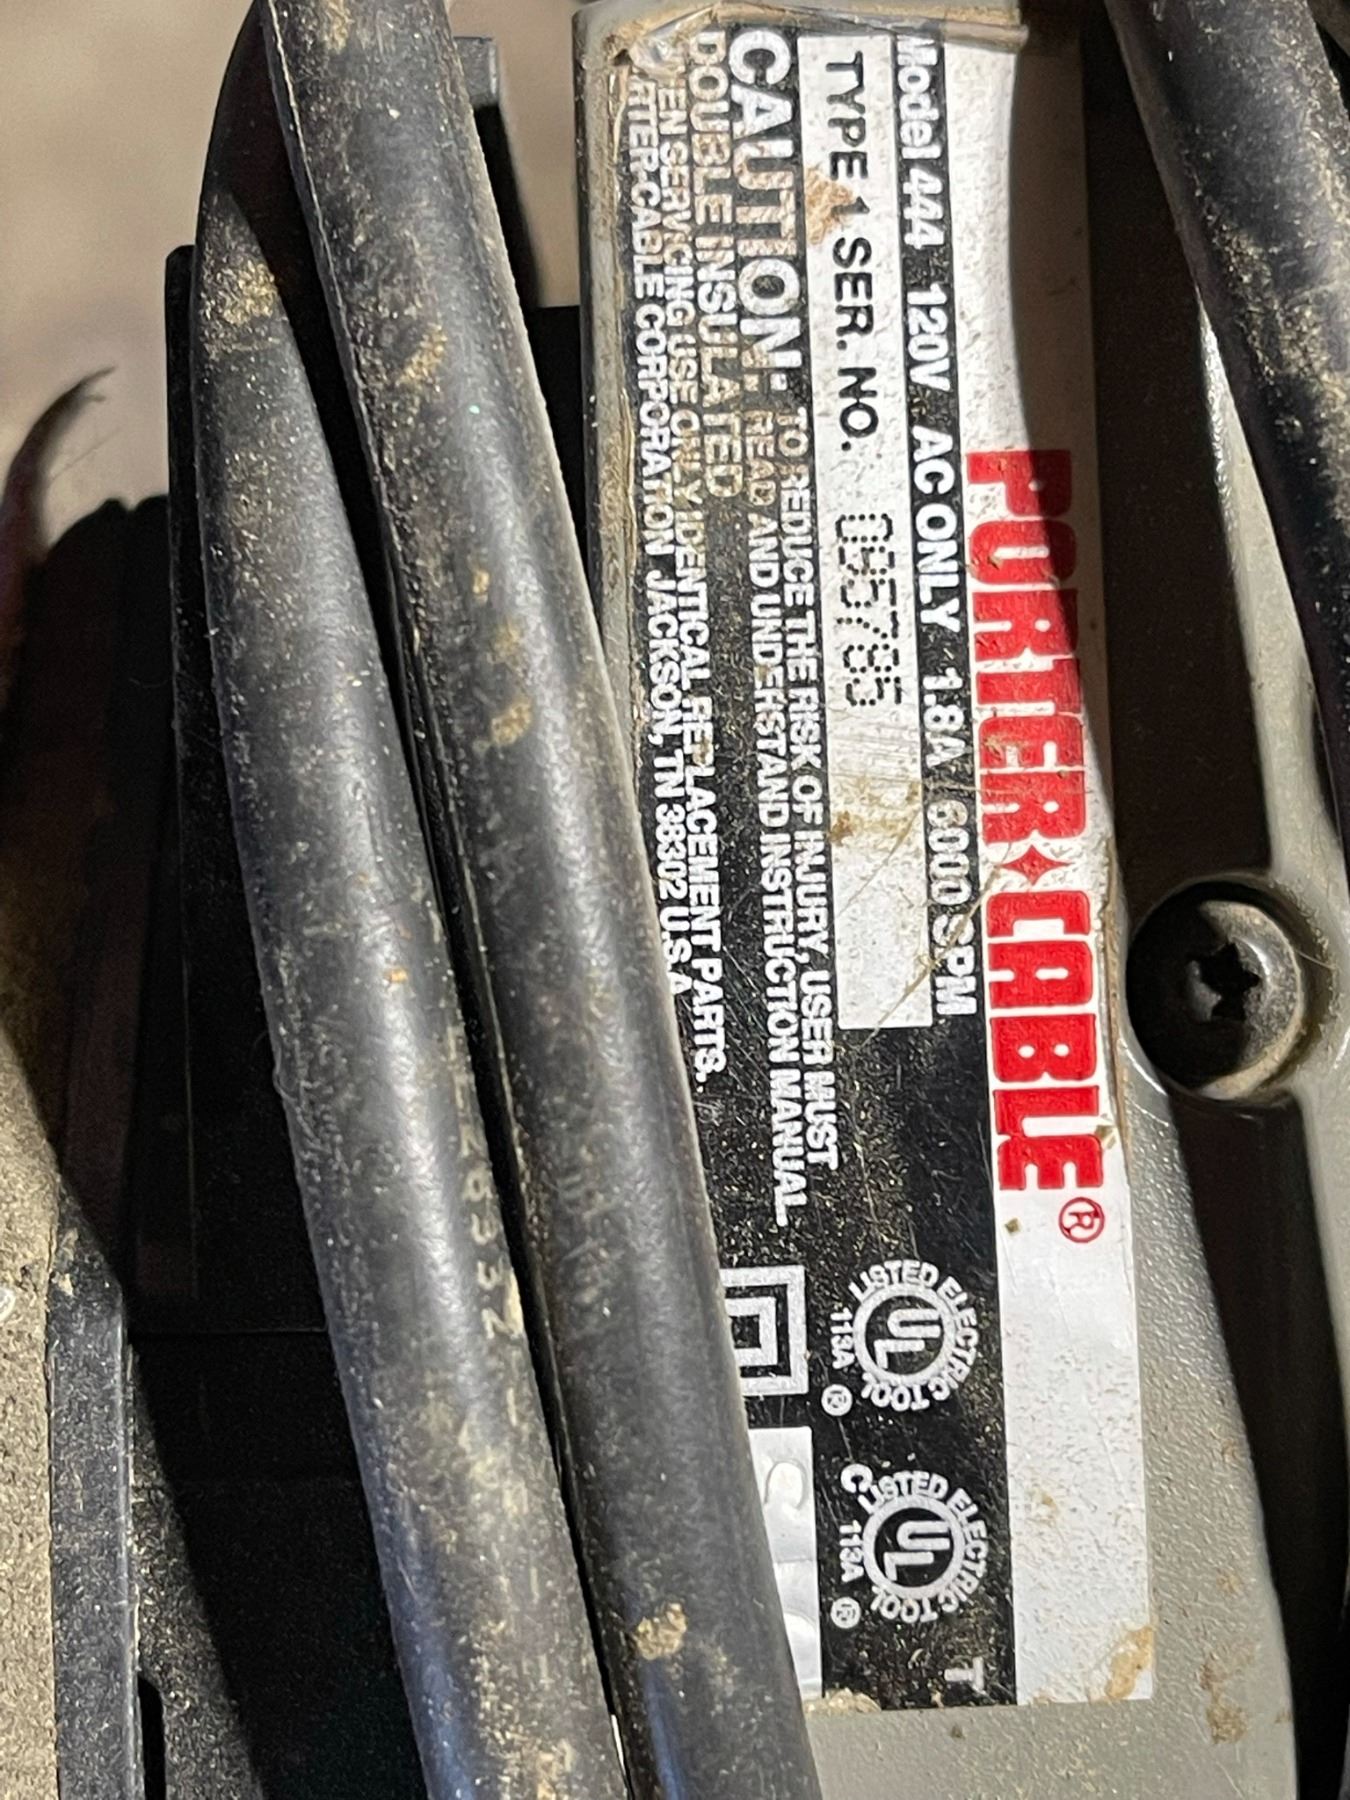 PORTER✦CABLE®
Model 444 120V AC ONLY 1.8A 6000 SPM
TYPE 1 SER. NO. 095785
CAUTION: TO REDUCE THE RISK OF INJURY, USER MUST
READ AND UNDERSTAND INSTRUCTION MANUAL.
DOUBLE INSULATED
SERVICING USE ONLY IDENTICAL REPLACEMENT PARTS.
CABLE CORPORATION JACKSON, TN 38302 U.S.A.
LISTED ELECTRIC TOOL
UL
113A
®
C
LISTED ELECTRIC TOOL
UL
113A
®
T